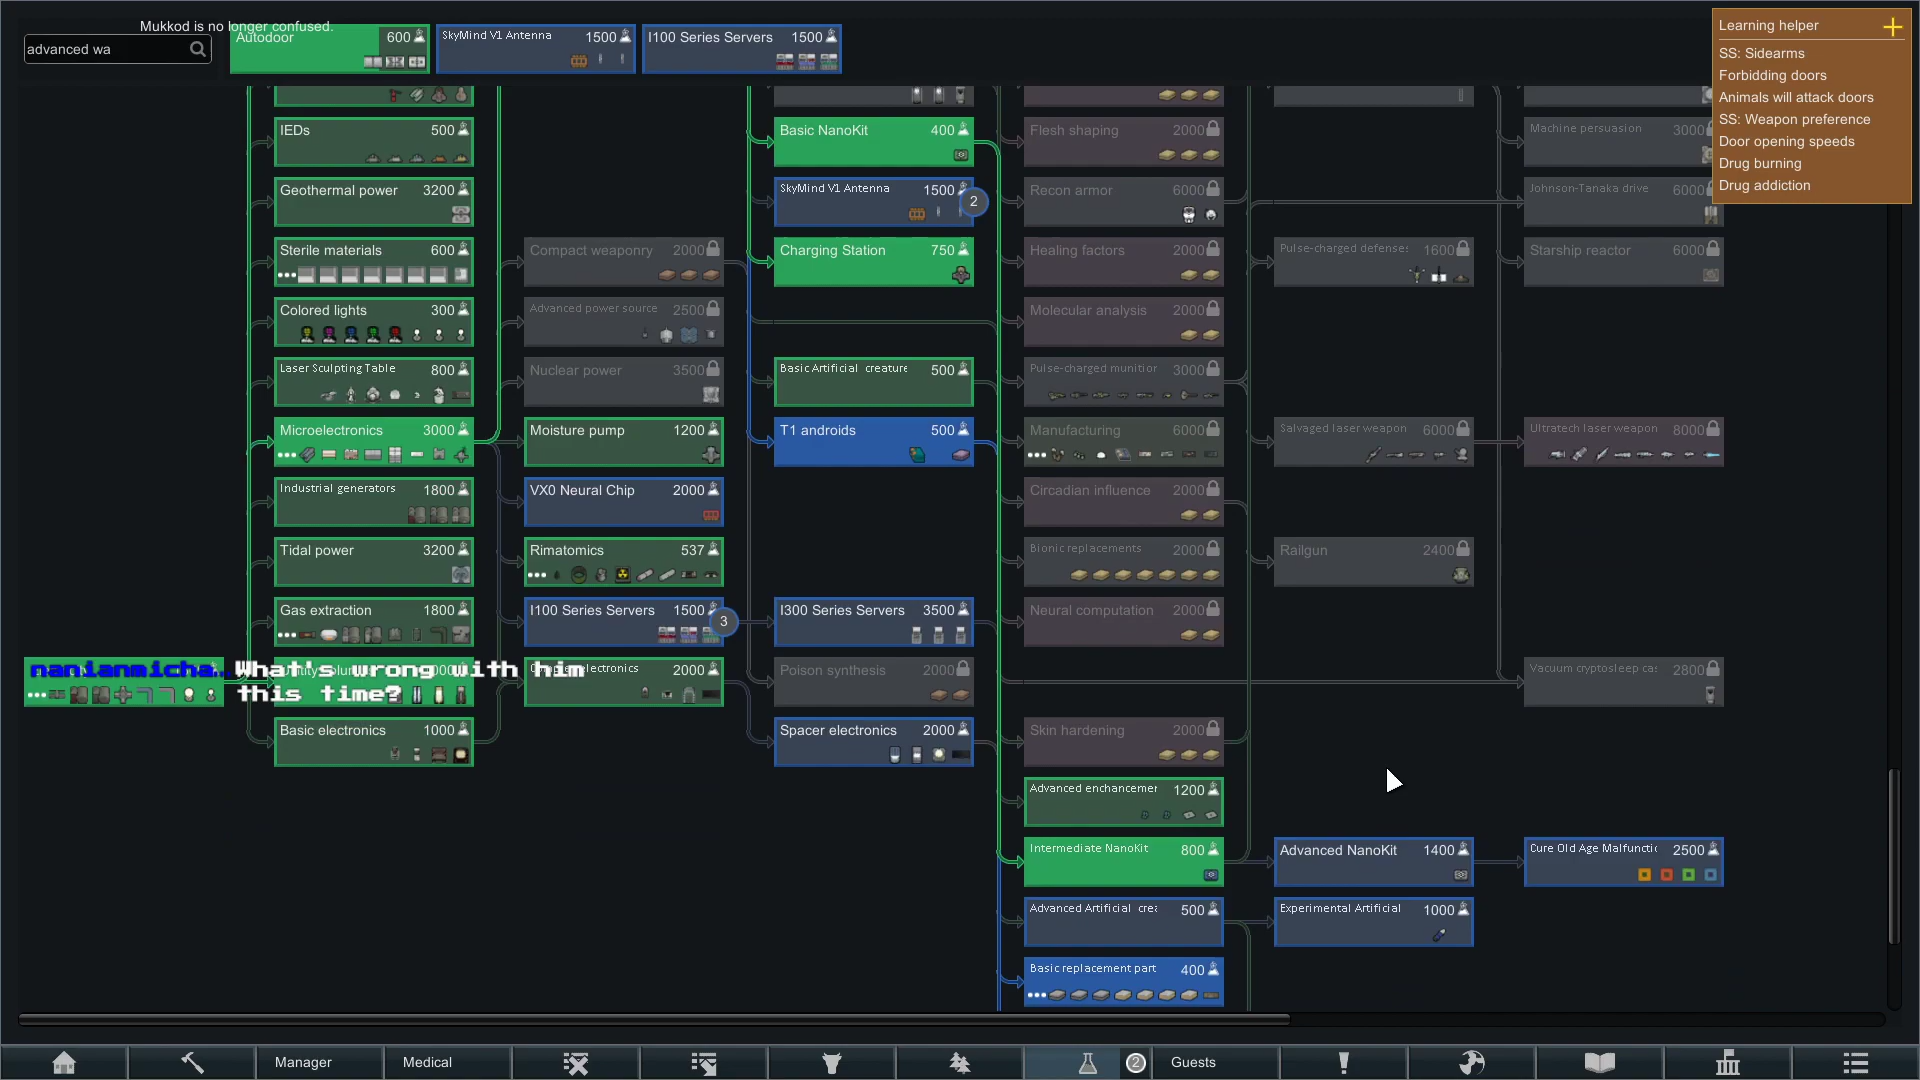 Mukkod is no longer confused.
advanced wa
Autodoor 600
SkyMind V1 Antenna 1500
I100 Series Servers 1500
Learning helper
SS: Sidearms
Forbidding doors
Animals will attack doors
SS: Weapon preference
Door opening speeds
Drug burning
Drug addiction
IEDs 500
Basic NanoKit 400
Flesh shaping 2000
Machine persuasion 3000
Geothermal power 3200
SkyMind V1 Antenna 1500
2
Recon armor 6000
Johnson-Tanaka drive 6000
Sterile materials 600
Compact weaponry 2000
Charging Station 750
Healing factors 2000
Pulse-charged defenses 1600
Starship reactor 6000
Colored lights 300
Advanced power source 2500
Molecular analysis 2000
Laser Sculpting Table 800
Nuclear power 3500
Basic Artificial creature 500
Pulse-charged munition 3000
Microelectronics 3000
Moisture pump 1200
T1 androids 500
Manufacturing 6000
Salvaged laser weapon 6000
Ultratech laser weapon 8000
Industrial generators 1800
VX0 Neural Chip 2000
Circadian influence 2000
Tidal power 3200
Rimatomics 537
Bionic replacements 2000
Railgun 2400
Gas extraction 1800
I100 Series Servers 1500
3
I300 Series Servers 3500
Neural computation 2000
nanianmicha... What's wrong with him
this time?
electronics 2000
Poison synthesis 2000
Vacuum cryptosleep cas 2800
Basic electronics 1000
Spacer electronics 2000
Skin hardening 2000
Advanced enchancemer 1200
Intermediate NanoKit 800
Advanced NanoKit 1400
Cure Old Age Malfunctic 2500
Advanced Artificial crea 500
Experimental Artificial 1000
Basic replacement part 400
Manager
Medical
2
Guests